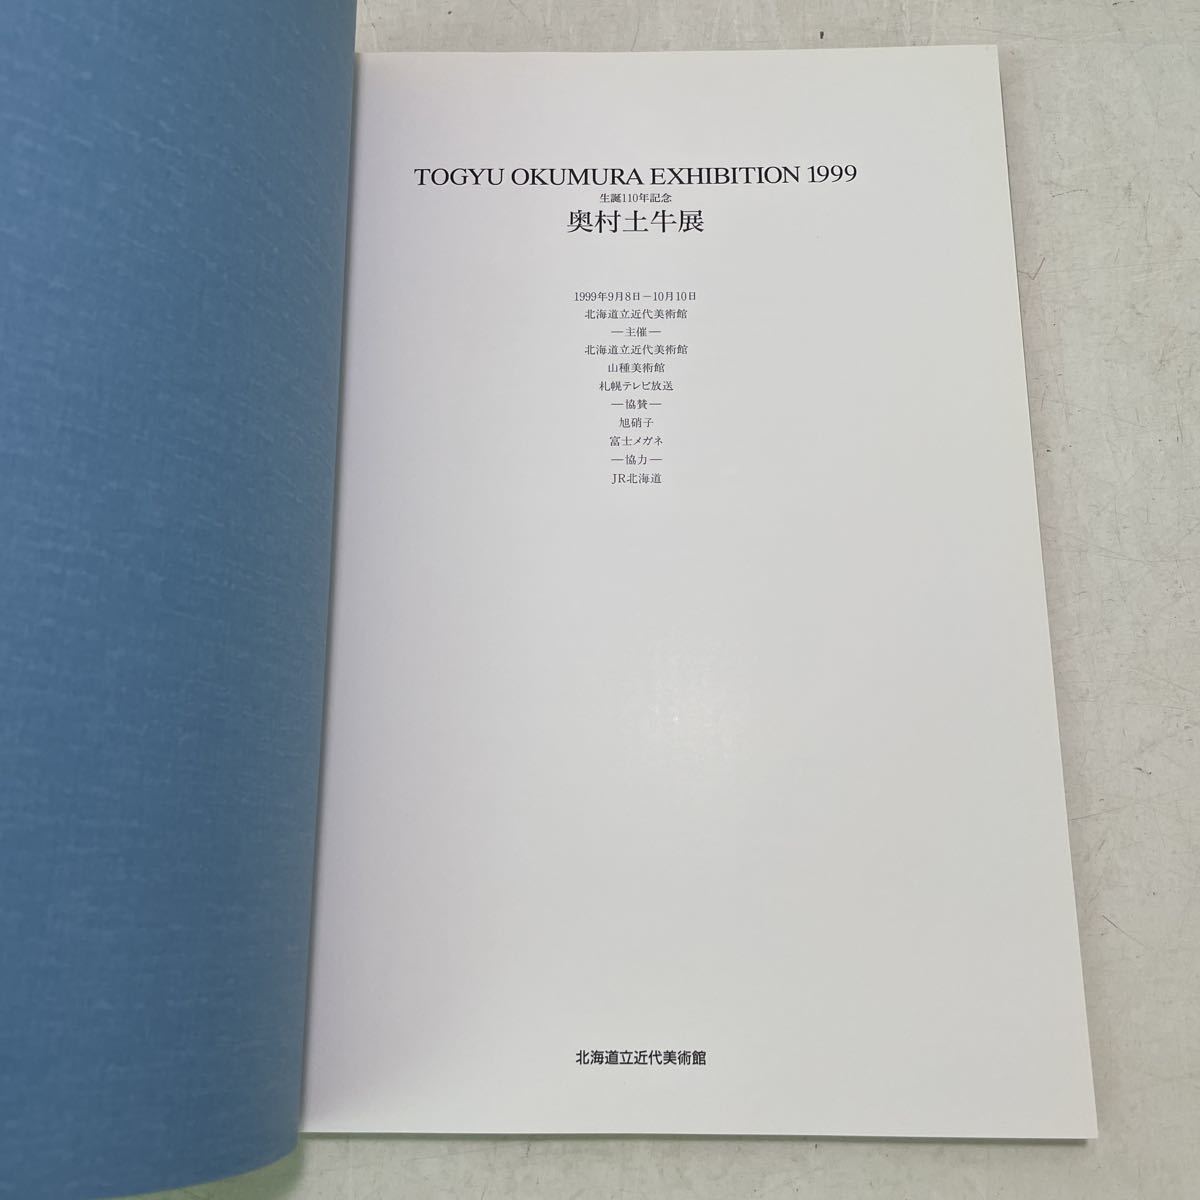 TOGYU OKUMURA EXHIBITION 1999
生誕110年記念
奥村土牛展
1999年9月8日－10月10日
北海道立近代美術館
―主催―
北海道立近代美術館
山種美術館
札幌テレビ放送
―協賛―
旭硝子
富士メガネ
―協力―
JR北海道
北海道立近代美術館